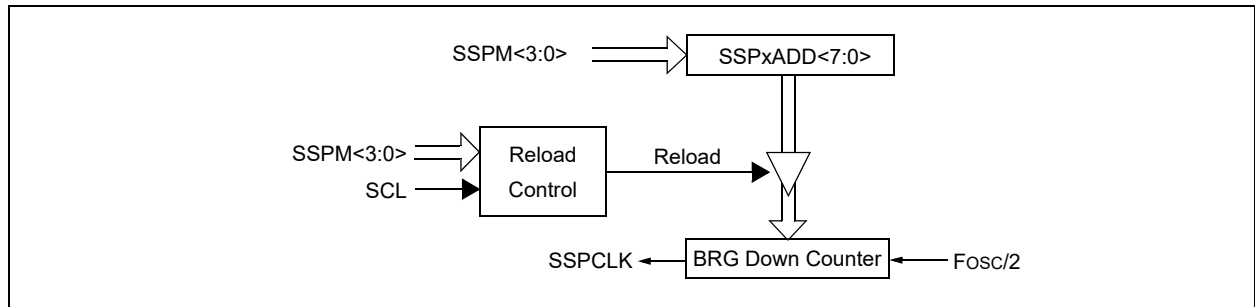 SSPM<3:0>
SSPxADD<7:0>
SSPM<3:0>
SCL
Reload
Control
Reload
SSPCLK
BRG Down Counter
FOSC/2